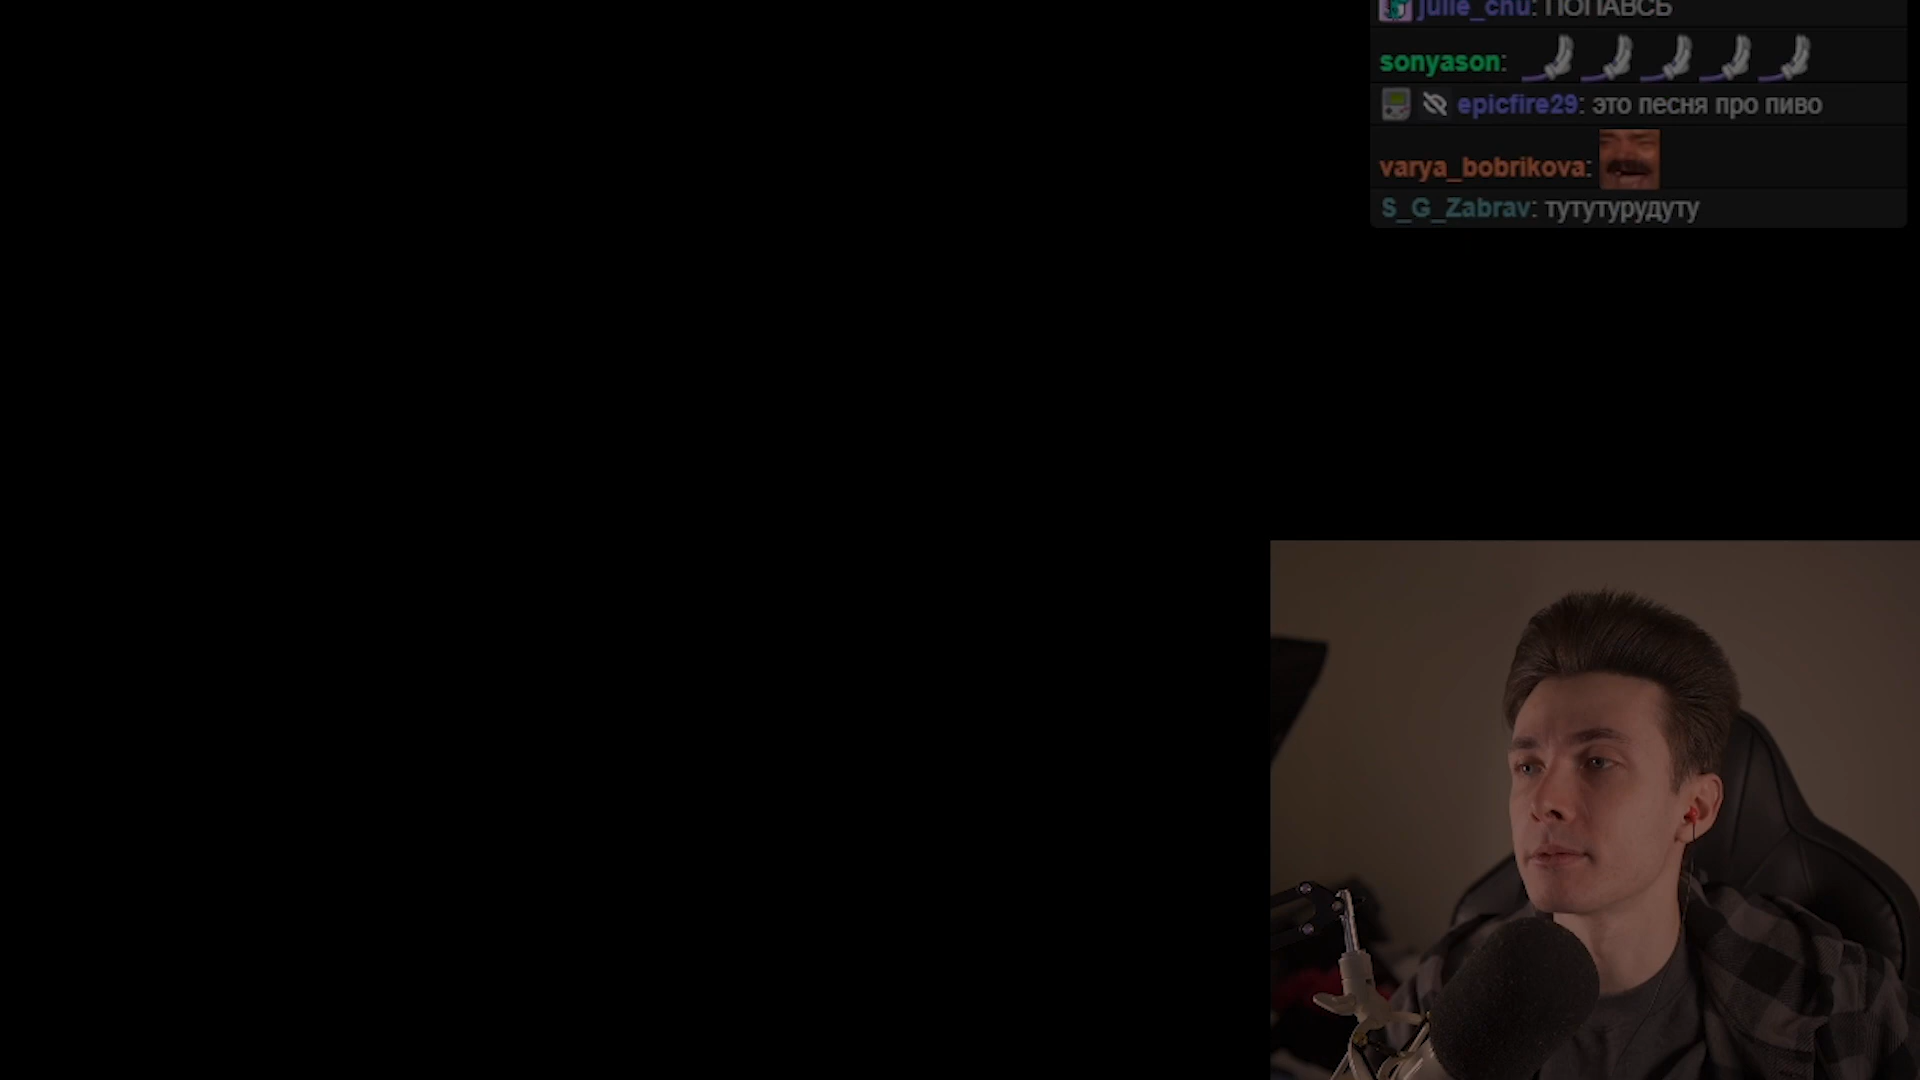 julie_chu: ПОПАВСЬ
sonyason:
epicfire29: это песня про пиво
varya_bobrikova:
S_G_Zabrav: тутутурудуту